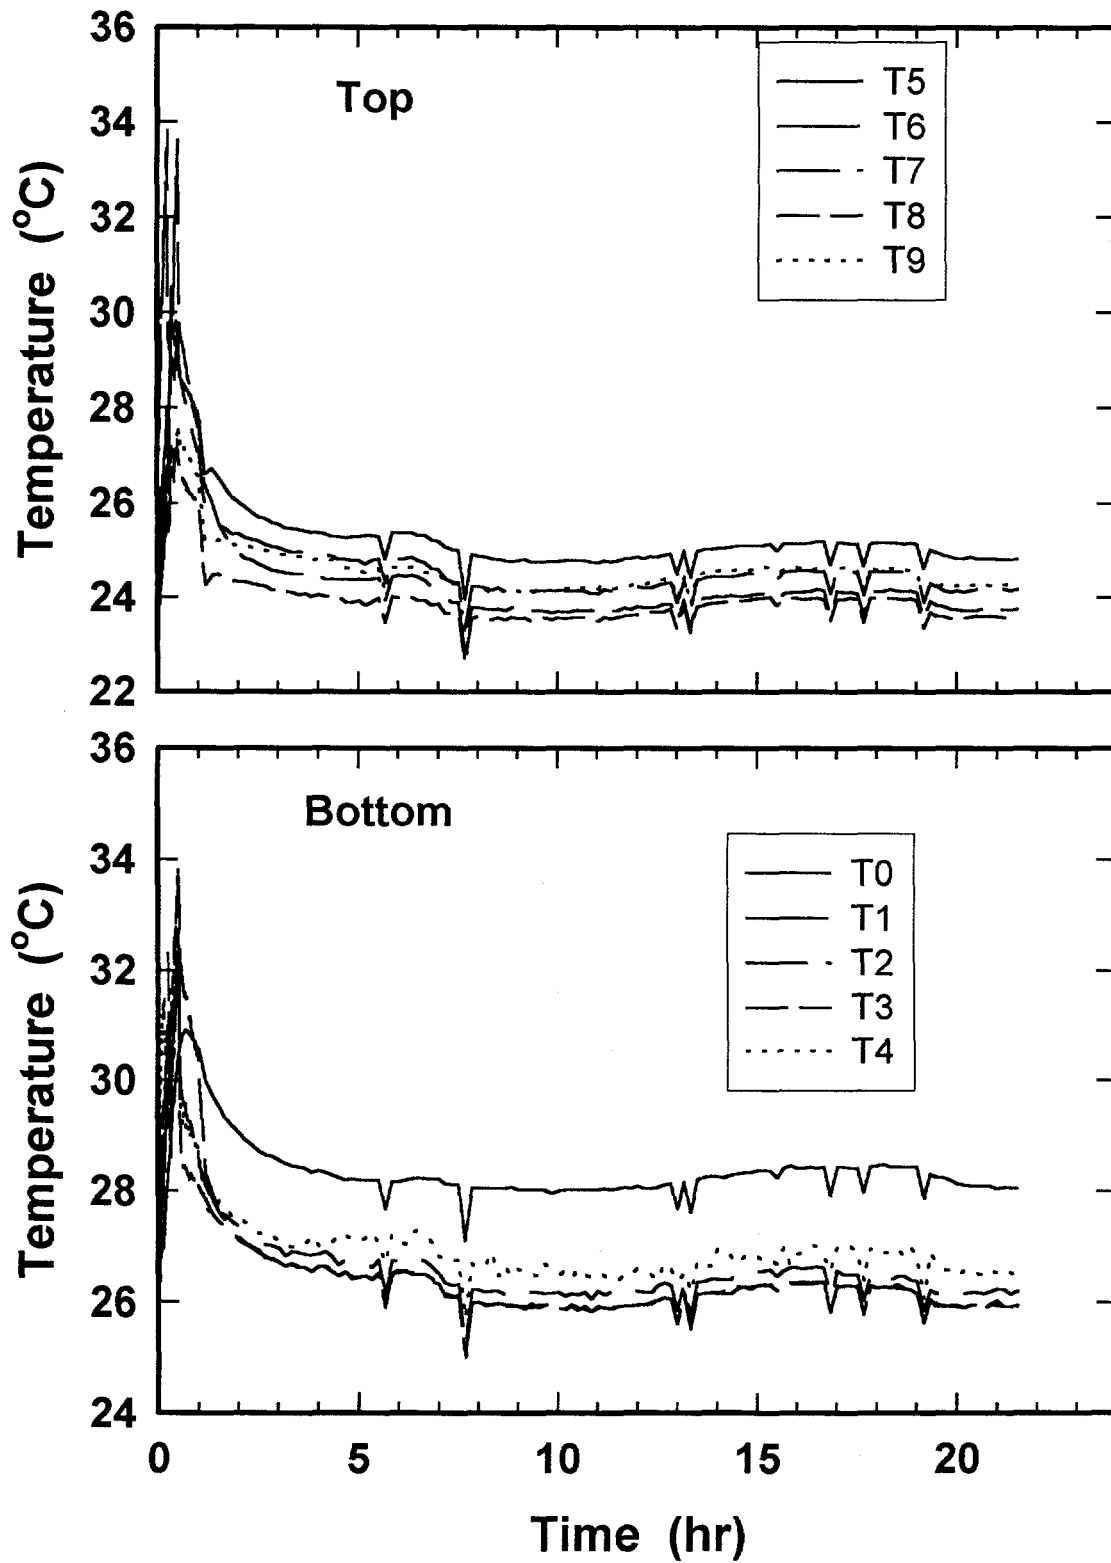 36
34
32
30
28
26
24
22
Temperature (°C)
Top
T5
T6
T7
T8
T9
36
34
32
30
28
26
24
Temperature (°C)
Bottom
T0
T1
T2
T3
T4
0 5 10 15 20
Time (hr)